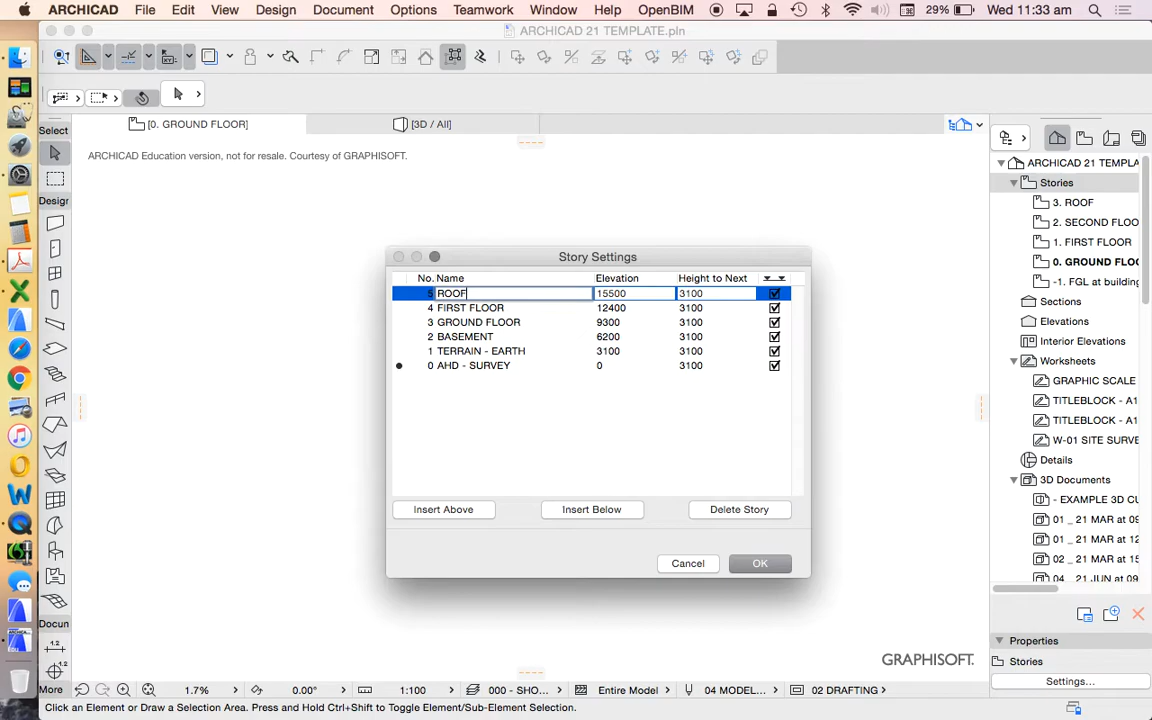 ARCHICAD File Edit View Design Document Options Teamwork Window Help OpenBIM 29% Wed 11:33 am
ARCHICAD 21 TEMPLATE.pln
[0. GROUND FLOOR] [3D / All]
Select
ARCHICAD Education version, not for resale. Courtesy of GRAPHISOFT.
Design
Docun
More
Story Settings
No. Name Elevation Height to Next
5 ROOF 15500 3100
4 FIRST FLOOR 12400 3100
3 GROUND FLOOR 9300 3100
2 BASEMENT 6200 3100
1 TERRAIN - EARTH 3100 3100
0 AHD - SURVEY 0 3100
Insert Above Insert Below Delete Story
Cancel OK
ARCHICAD 21 TEMPLA
Stories
3. ROOF
2. SECOND FLOO
1. FIRST FLOOR
0. GROUND FLO
-1. FGL at building
Sections
Elevations
Interior Elevations
Worksheets
GRAPHIC SCALE
TITLEBLOCK - A1
TITLEBLOCK - A1
W-01 SITE SURVE
Details
3D Documents
- EXAMPLE 3D CU
01 _ 21 MAR at 09
01 _ 21 MAR at 12
02 _ 21 MAR at 15
04 _ 21 JUN at 09
Properties
Stories
Settings...
GRAPHISOFT.
1.7% 0.00° 1:100 000 - SHO... Entire Model 04 MODEL... 02 DRAFTING
Click an Element or Draw a Selection Area. Press and Hold Ctrl+Shift to Toggle Element/Sub-Element Selection.